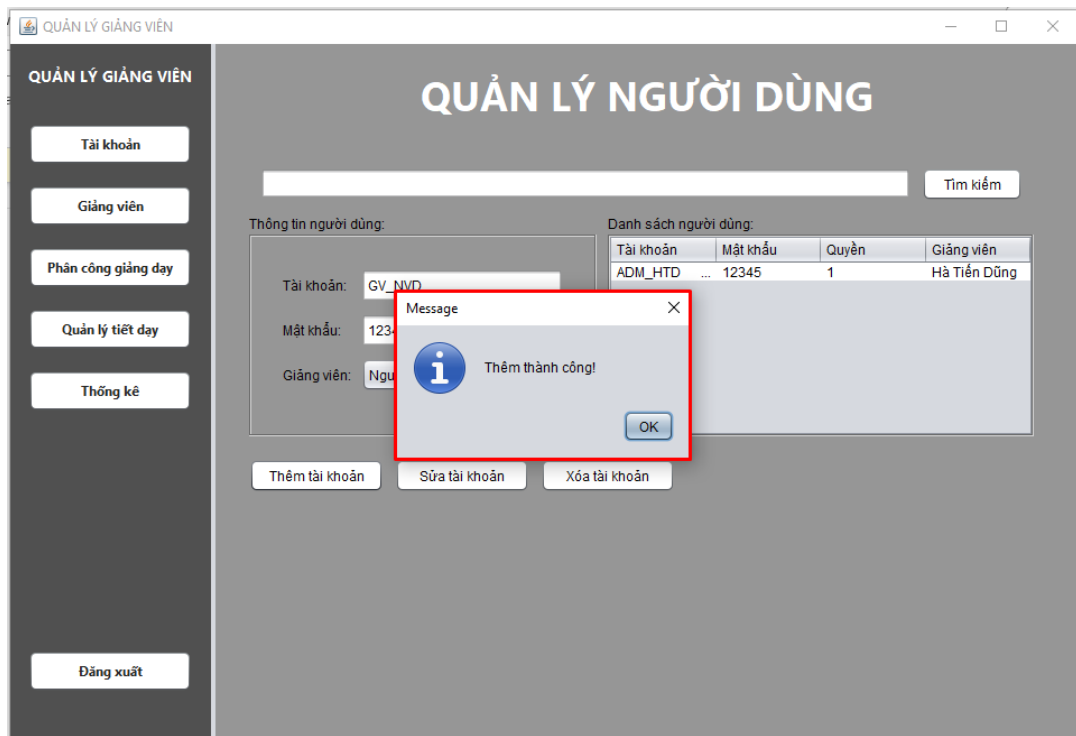 QUẢN LÝ GIẢNG VIÊN
QUẢN LÝ GIẢNG VIÊN
Tài khoản
Giảng viên
Phân công giảng dạy
Quản lý tiết dạy
Thống kê
Đăng xuất
QUẢN LÝ NGƯỜI DÙNG
Tìm kiếm
Thông tin người dùng:
Tài khoản: GV_NVD
Mật khẩu:
Giảng viên:
Danh sách người dùng:
Tài khoản Mật khẩu Quyền Giảng viên
ADM_HTD ... 12345 1 Hà Tiến Dũng
Message
Thêm thành công!
OK
Thêm tài khoản Sửa tài khoản Xóa tài khoản